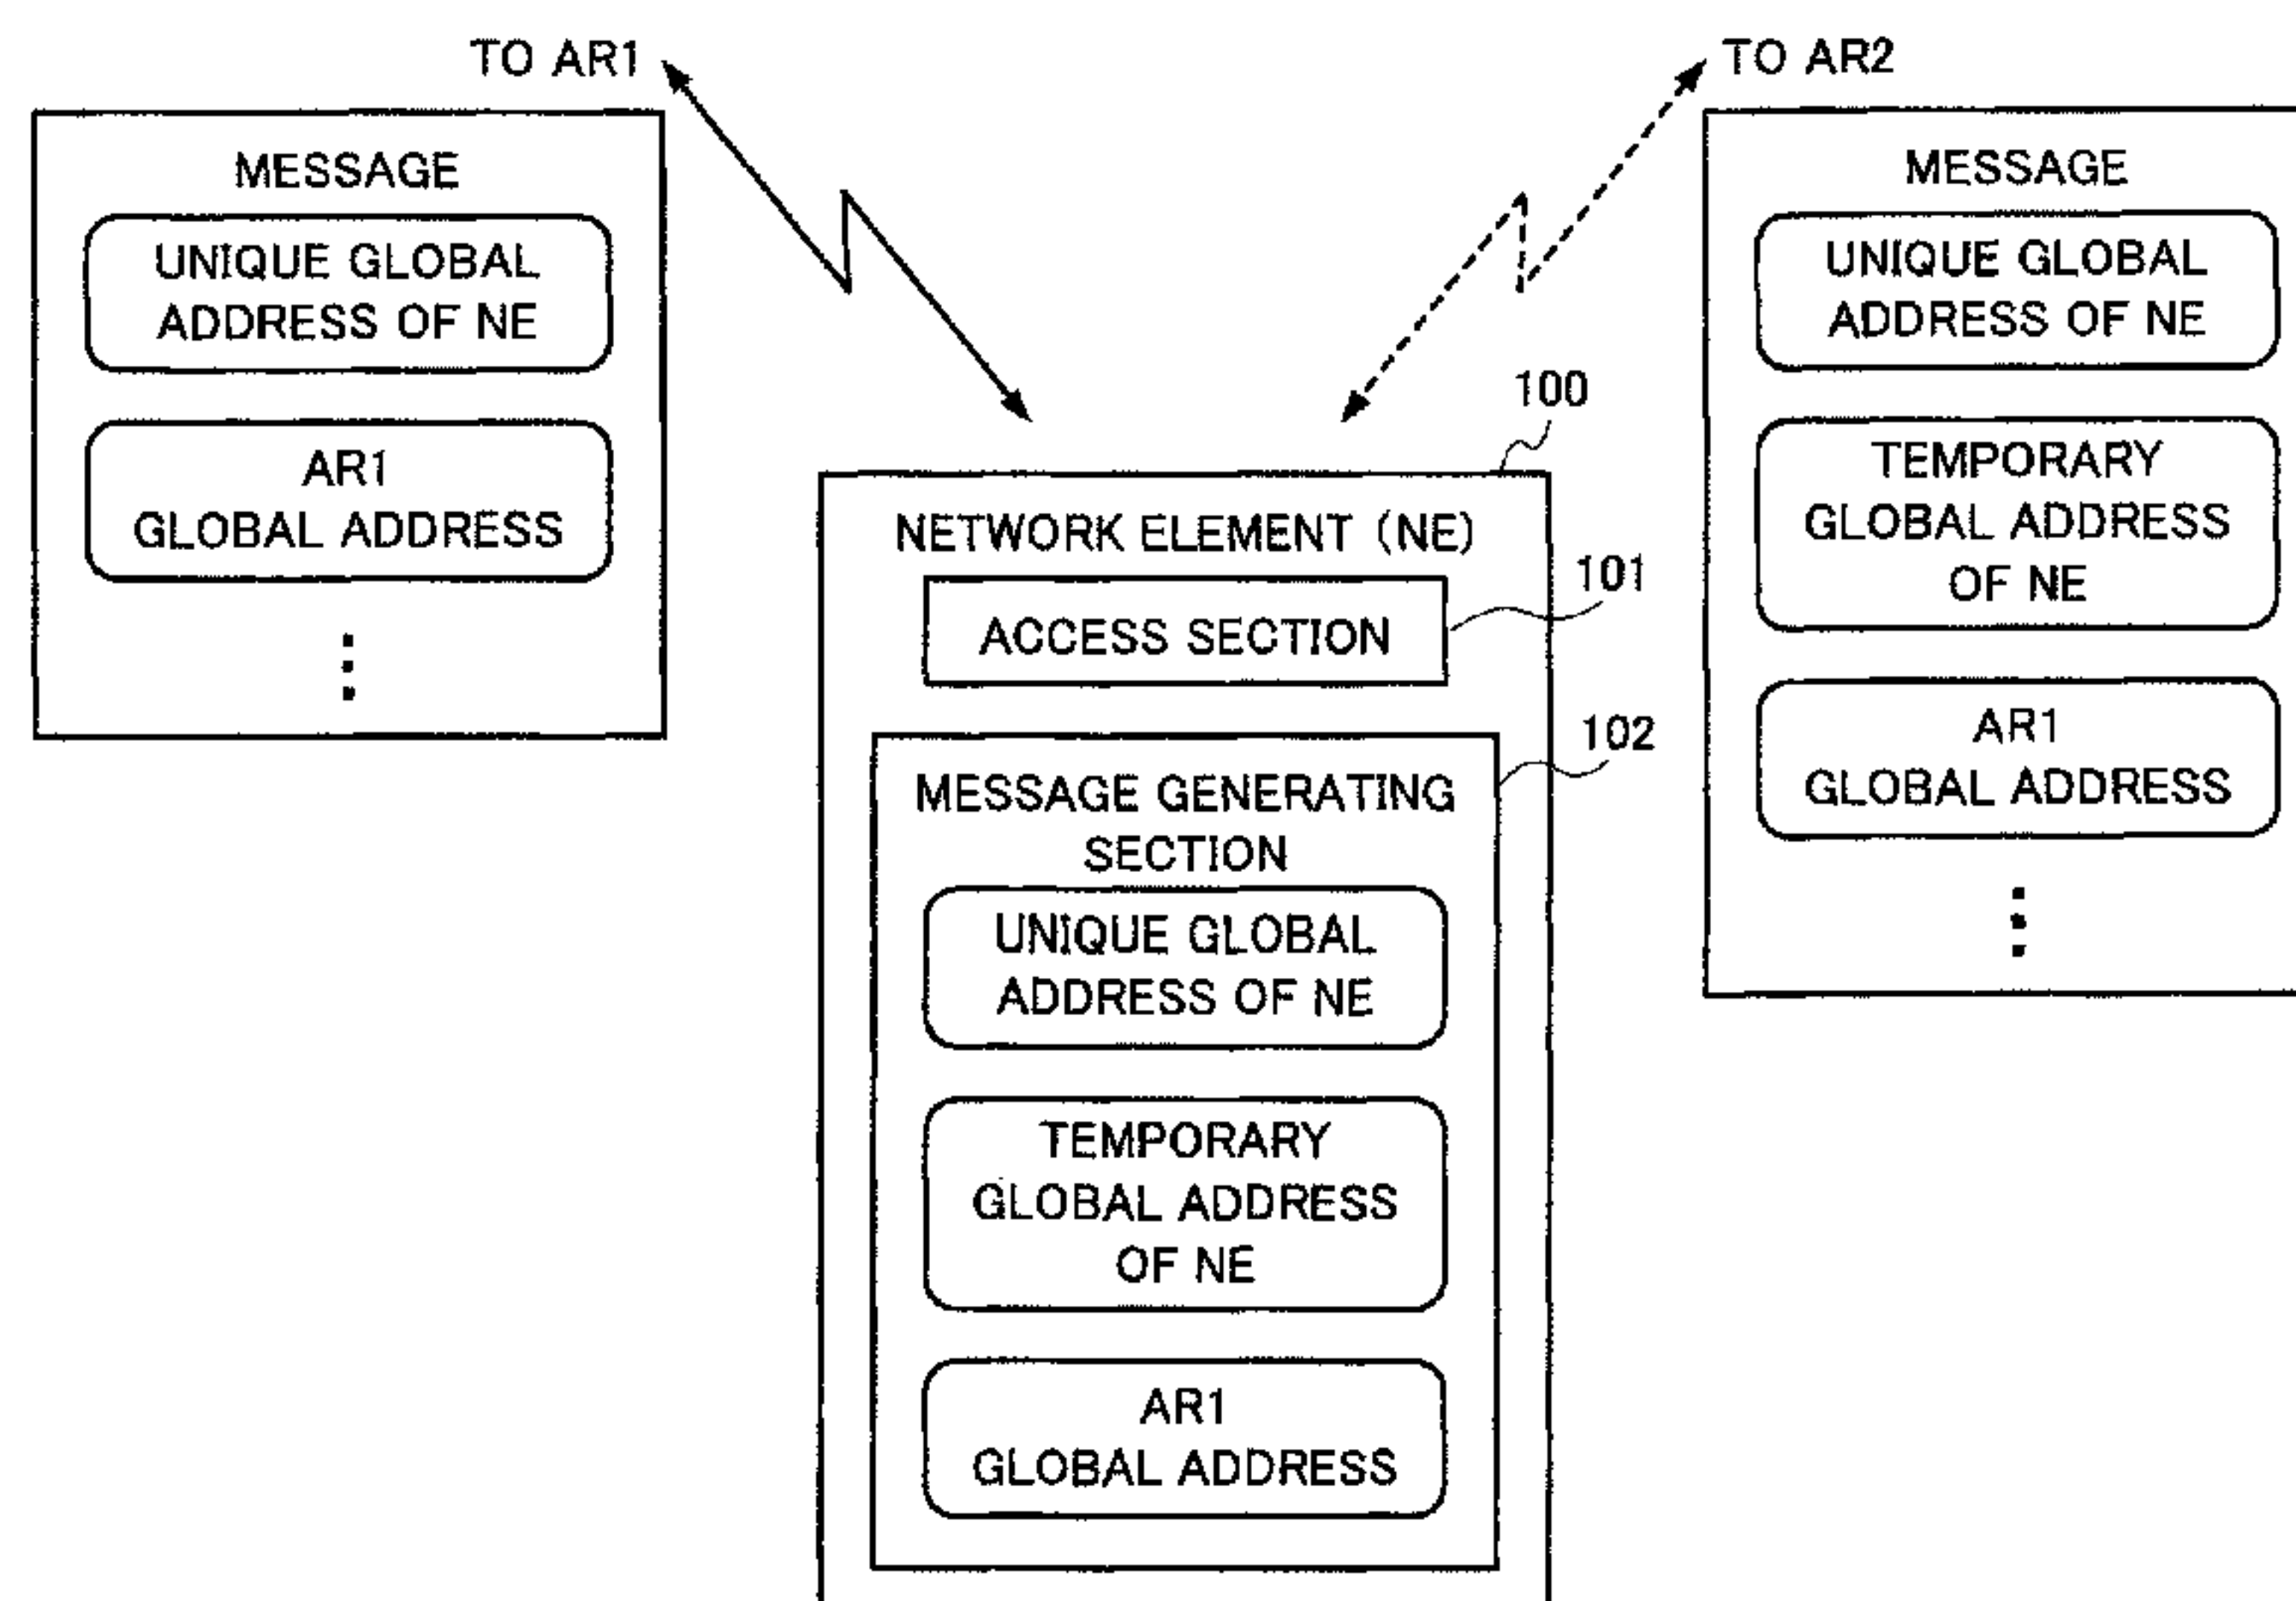 TO AR1
MESSAGE
UNIQUE GLOBAL
ADDRESS OF NE
AR1
GLOBAL ADDRESS
⋮
TO AR2
MESSAGE
UNIQUE GLOBAL
ADDRESS OF NE
TEMPORARY
GLOBAL ADDRESS
OF NE
AR1
GLOBAL ADDRESS
⋮
100
NETWORK ELEMENT (NE)
101
ACCESS SECTION
102
MESSAGE GENERATING
SECTION
UNIQUE GLOBAL
ADDRESS OF NE
TEMPORARY
GLOBAL ADDRESS
OF NE
AR1
GLOBAL ADDRESS